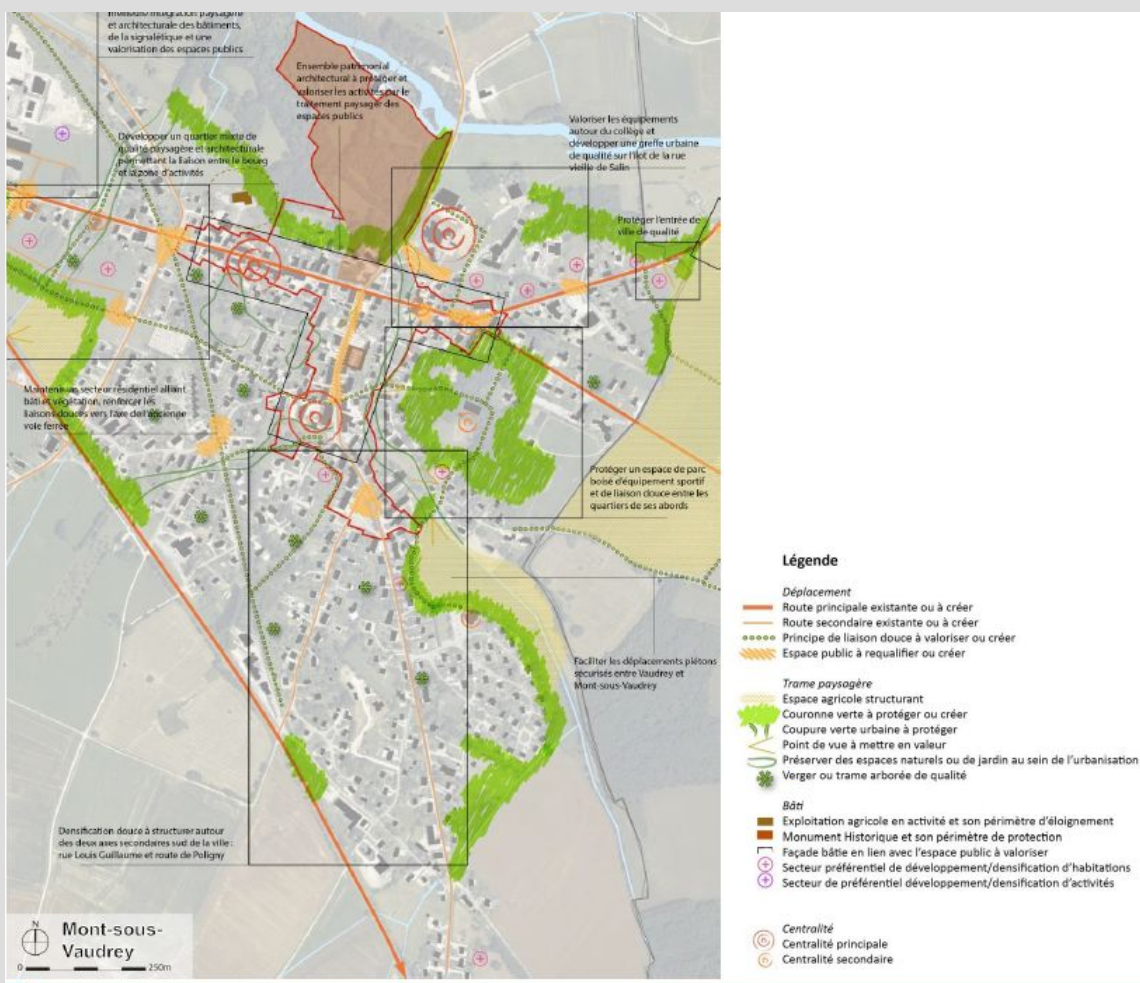 et architecturale des bâtiments,
de la signalétique et une
valorisation des espaces publics
Ensemble patrimonial
architectural à protéger et
valoriser les activités par le
traitement paysager des
espaces publics
Valoriser les équipements
autour du collège et
développer une greffe urbaine
de qualité sur l'îlot de la rue
vieille de Salin
Développer un quartier mixte de
qualité paysagère et architecturale
permettant la liaison entre le bourg
et la zone d'activités
Protéger l'entrée de
ville de qualité
Maintenir un secteur résidentiel alliant
bâti et végétation, renforcer les
liaisons douces vers l'axe de l'ancienne
voie ferrée
Protéger un espace de parc
boisé d'équipement sportif
et de liaison douce entre les
quartiers de ses abords
Faciliter les déplacements piétons
sécurisés entre Vaudrey et
Mont-sous-Vaudrey
Densification douce à structurer autour
des deux axes secondaires sud de la ville :
rue Louis Guillaume et route de Poligny
N
Mont-sous-
Vaudrey
0 250m
Légende
Déplacement
Route principale existante ou à créer
Route secondaire existante ou à créer
Principe de liaison douce à valoriser ou créer
Espace public à requalifier ou créer
Trame paysagère
Espace agricole structurant
Couronne verte à protéger ou créer
Coupure verte urbaine à protéger
Point de vue à mettre en valeur
Préserver des espaces naturels ou de jardin au sein de l'urbanisation
Verger ou trame arborée de qualité
Bâti
Exploitation agricole en activité et son périmètre d'éloignement
Monument Historique et son périmètre de protection
Façade bâtie en lien avec l'espace public à valoriser
Secteur préférentiel de développement/densification d'habitations
Secteur de préférentiel développement/densification d'activités
Centralité
Centralité principale
Centralité secondaire